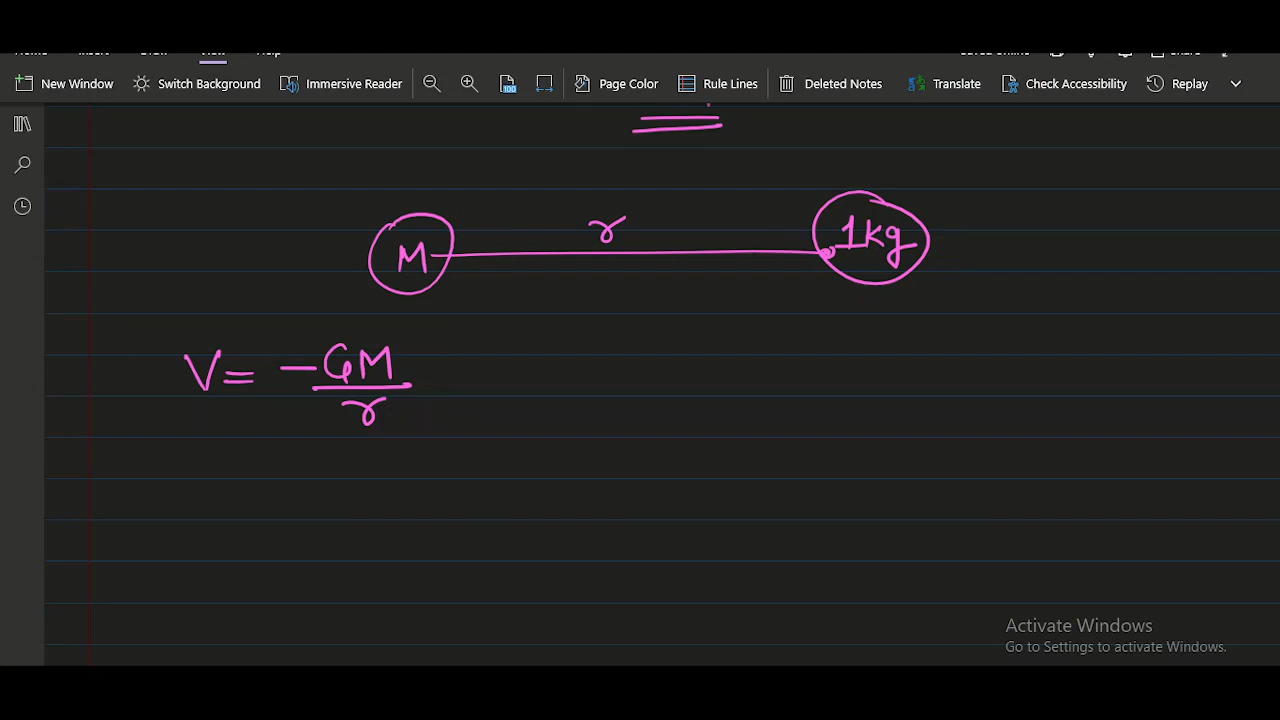 New Window Switch Background Immersive Reader Page Color Rule Lines Deleted Notes Translate Check Accessibility Replay
100
r
M
1kg
V = -GM/r
Activate Windows
Go to Settings to activate Windows.